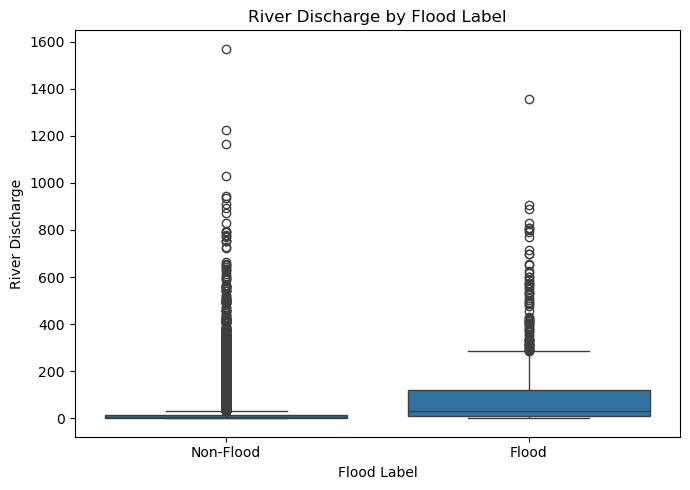 River Discharge by Flood Label
River Discharge
1600
1400
1200
1000
800
600
400
200
0
Non-Flood
Flood
Flood Label